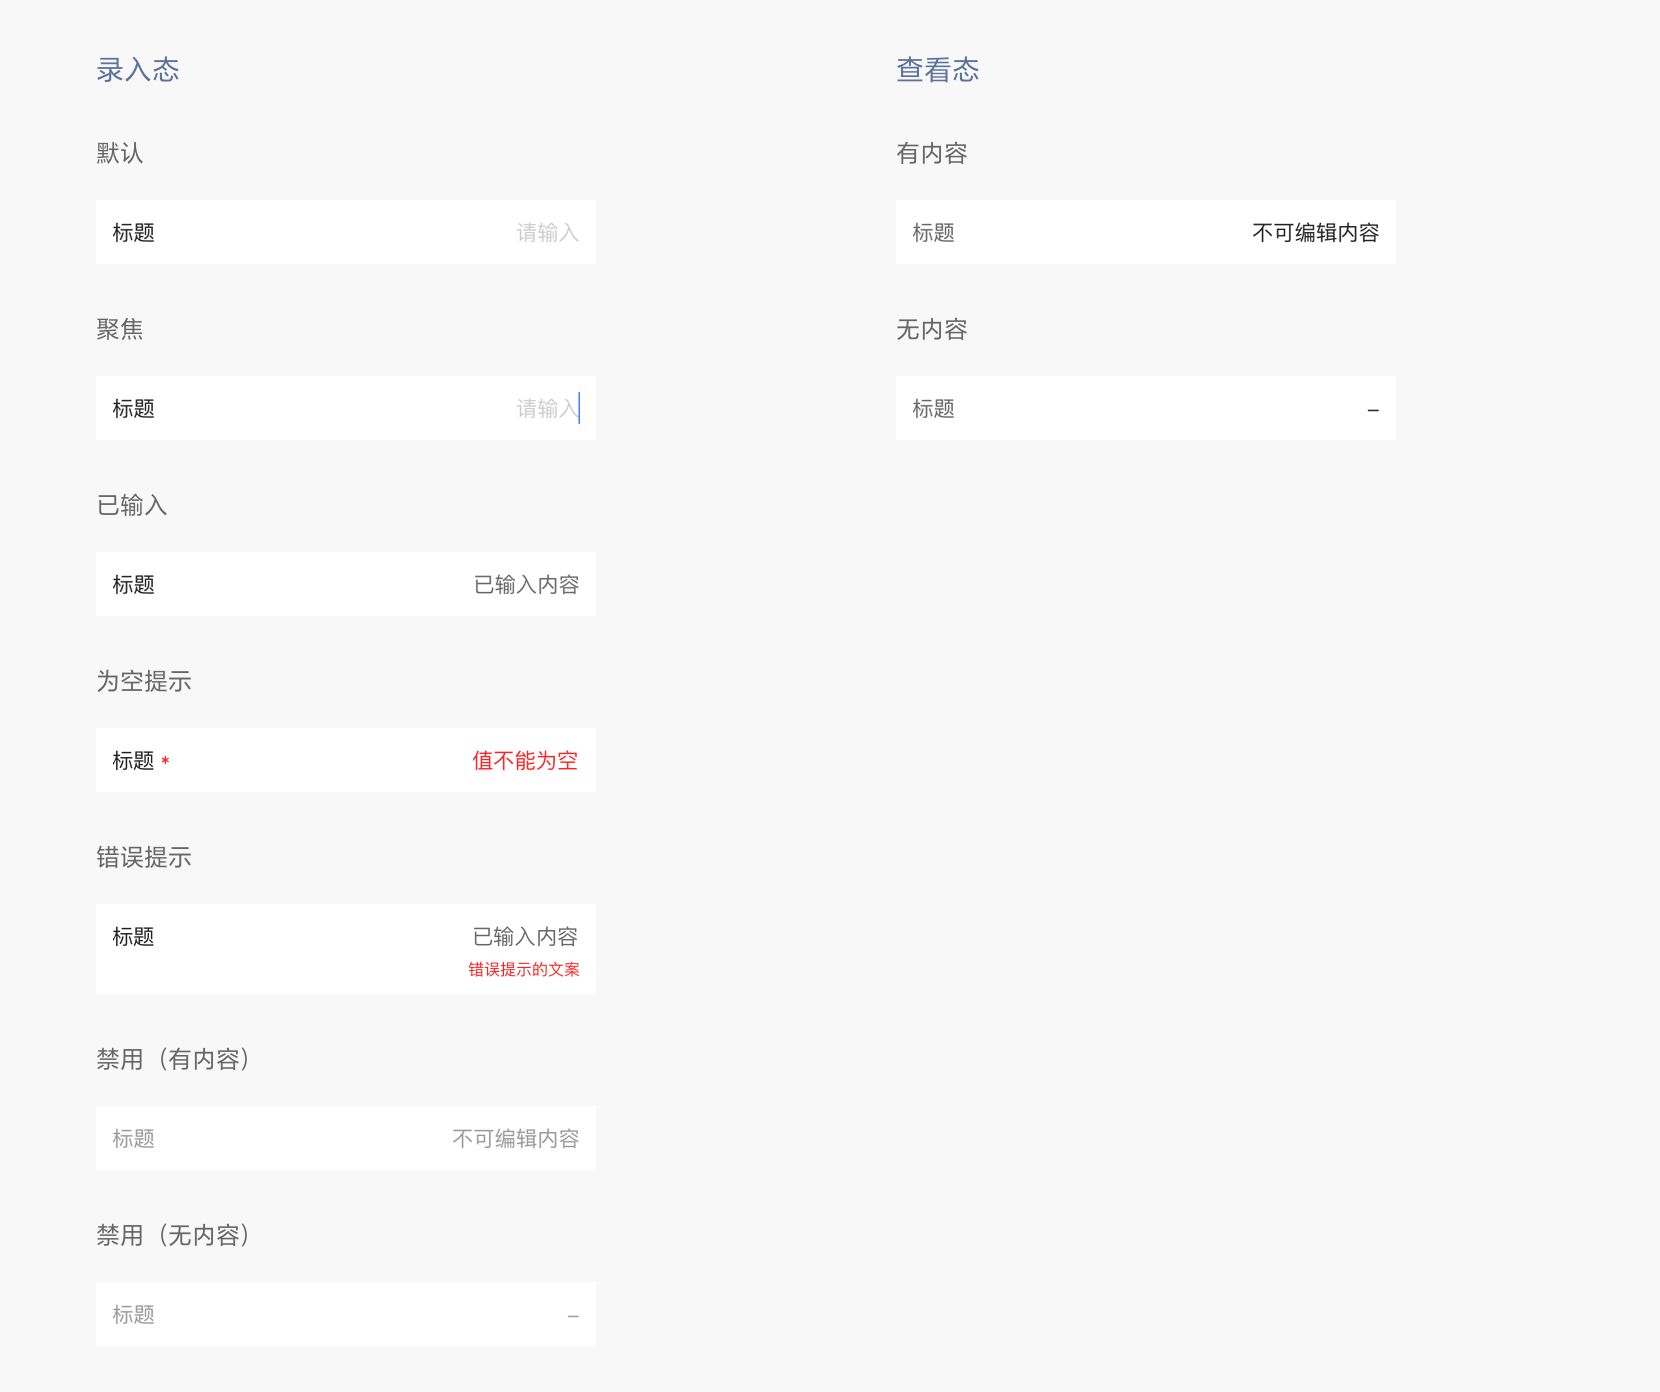 录入态
默认
标题 请输入
聚焦
标题 请输入
已输入
标题 已输入内容
为空提示
标题 * 值不能为空
错误提示
标题 已输入内容
错误提示的文案
禁用（有内容）
标题 不可编辑内容
禁用（无内容）
标题 –
查看态
有内容
标题 不可编辑内容
无内容
标题 –